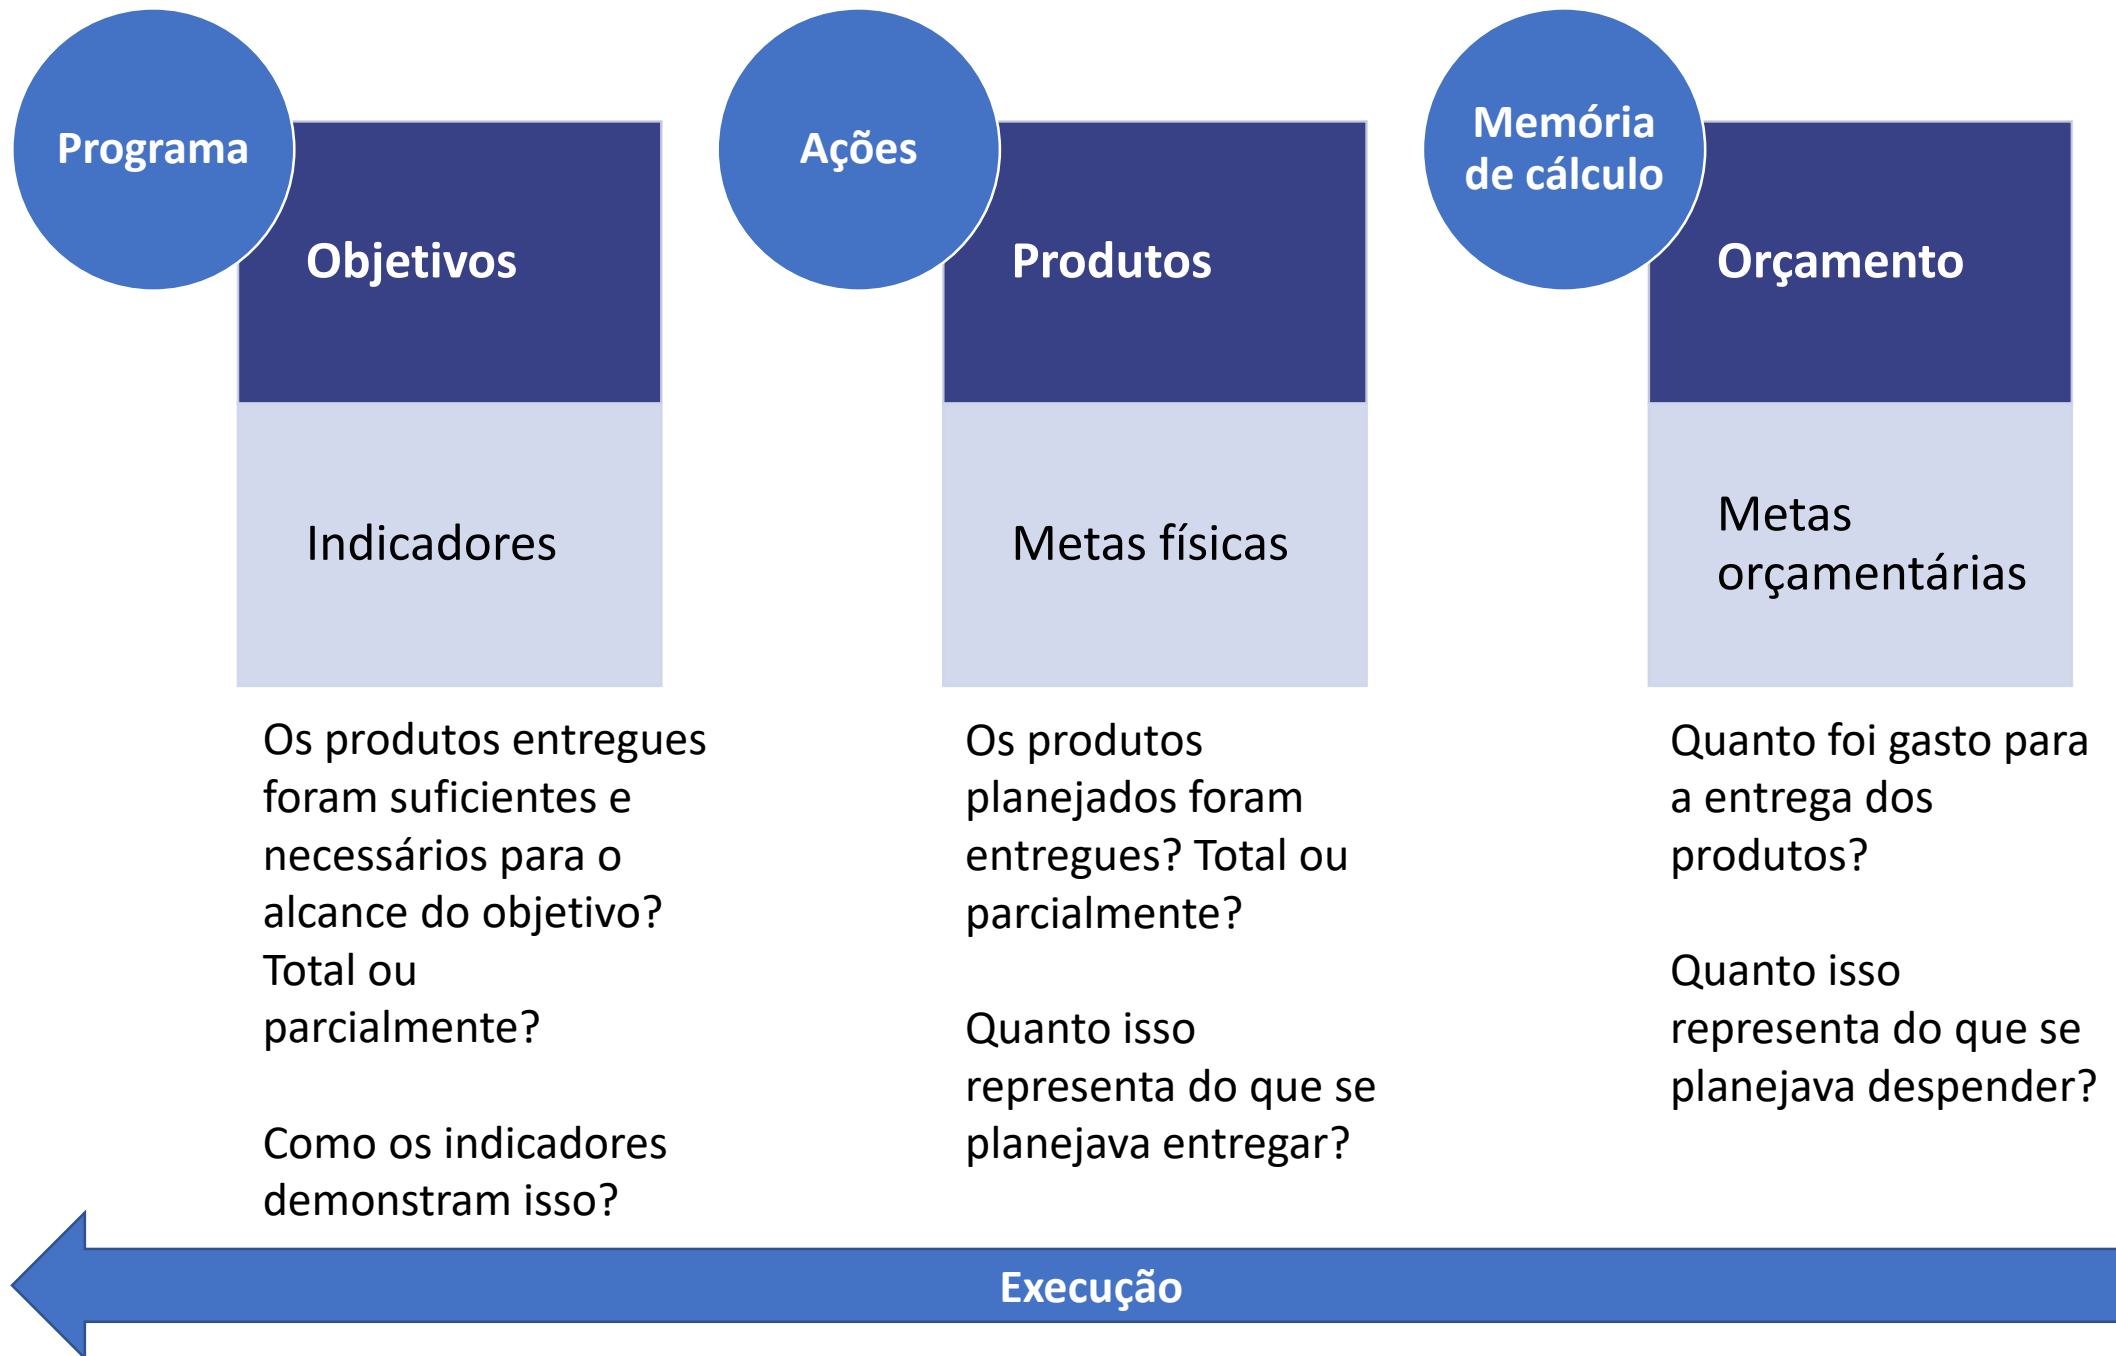 Programa
Objetivos
Indicadores
Os produtos entregues
foram suficientes e
necessários para o
alcance do objetivo?
Total ou
parcialmente?
Como os indicadores
demonstram isso?
Ações
Produtos
Metas físicas
Os produtos
planejados foram
entregues? Total ou
parcialmente?
Quanto isso
representa do que se
planejava entregar?
Memória
de cálculo
Orçamento
Metas
orçamentárias
Quanto foi gasto para
a entrega dos
produtos?
Quanto isso
representa do que se
planejava despender?
Execução